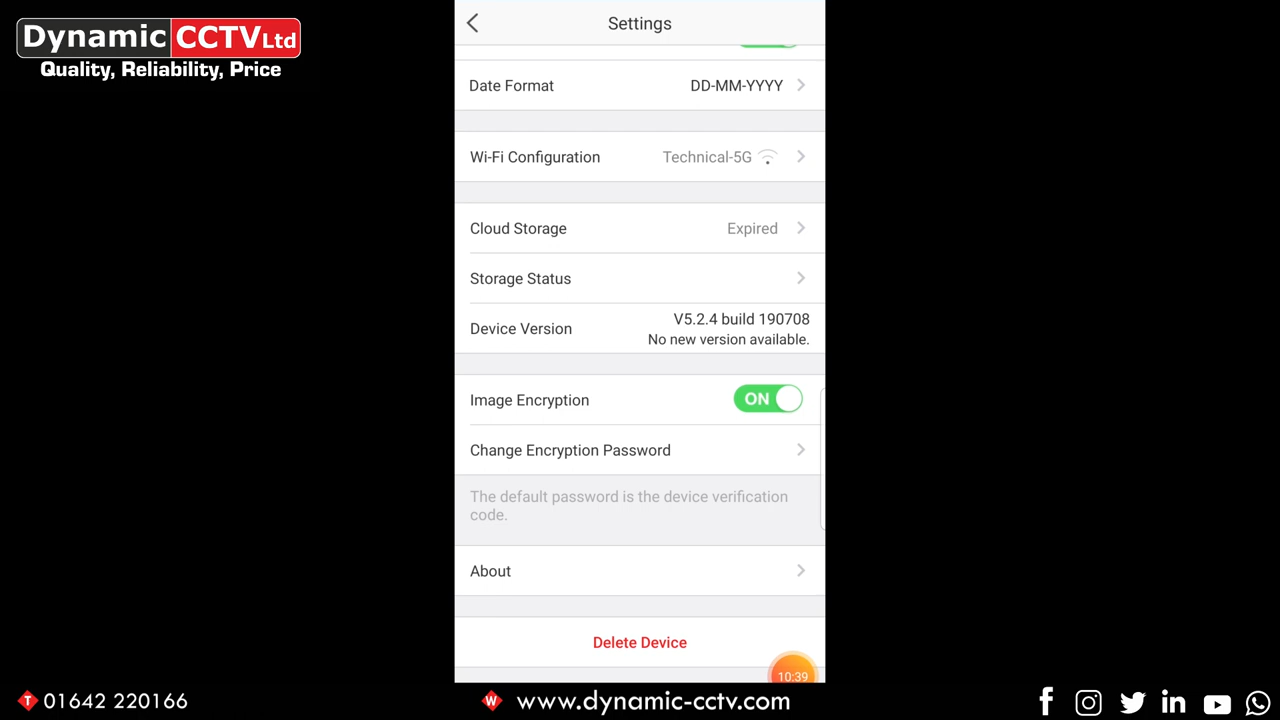 Dynamic CCTV Ltd
Quality, Reliability, Price
Settings
Date Format DD-MM-YYYY
Wi-Fi Configuration Technical-5G
Cloud Storage Expired
Storage Status
Device Version V5.2.4 build 190708
No new version available.
Image Encryption ON
Change Encryption Password
The default password is the device verification
code.
About
Delete Device
10:39
T 01642 220166
W www.dynamic-cctv.com